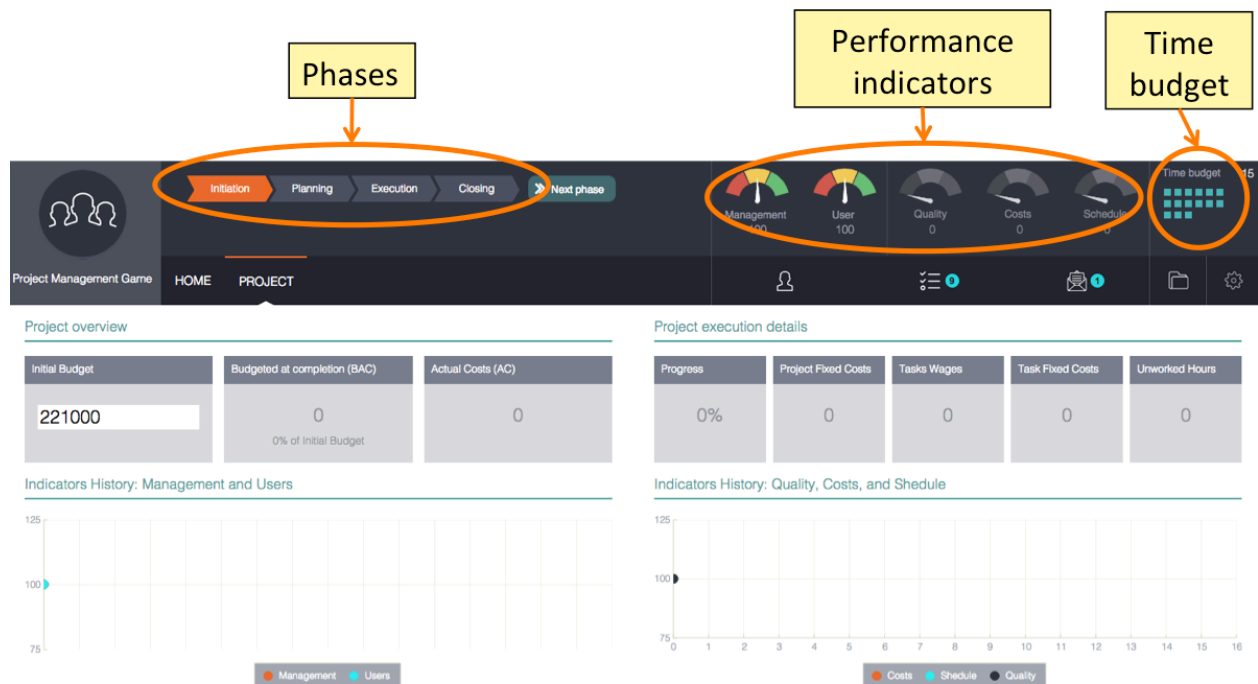 Phases
Performance
indicators
Time
budget
Initiation
Planning
Execution
Closing
Next phase
Management
100
User
100
Quality
0
Costs
0
Schedule
0
Time budget
15
Project Management Game
HOME
PROJECT
9
1
Project overview
Project execution details
Initial Budget
Budgeted at completion (BAC)
Actual Costs (AC)
Progress
Project Fixed Costs
Tasks Wages
Task Fixed Costs
Unworked Hours
221000
0
0% of Initial Budget
0
0%
0
0
0
0
Indicators History: Management and Users
Indicators History: Quality, Costs, and Shedule
125
100
75
Management
Users
125
100
75
0 1 2 3 4 5 6 7 8 9 10 11 12 13 14 15 16
Costs
Shedule
Quality